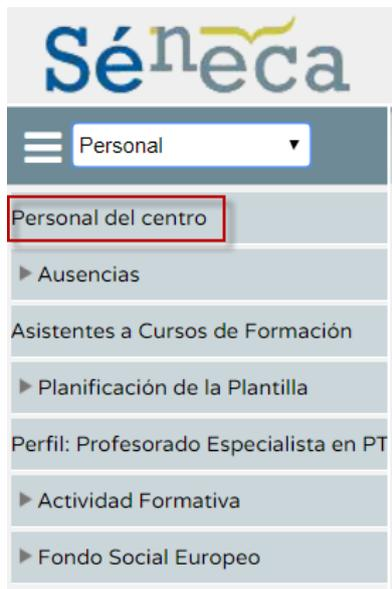 Séneca
Personal
Personal del centro
Ausencias
Asistentes a Cursos de Formación
Planificación de la Plantilla
Perfil: Profesorado Especialista en PT
Actividad Formativa
Fondo Social Europeo